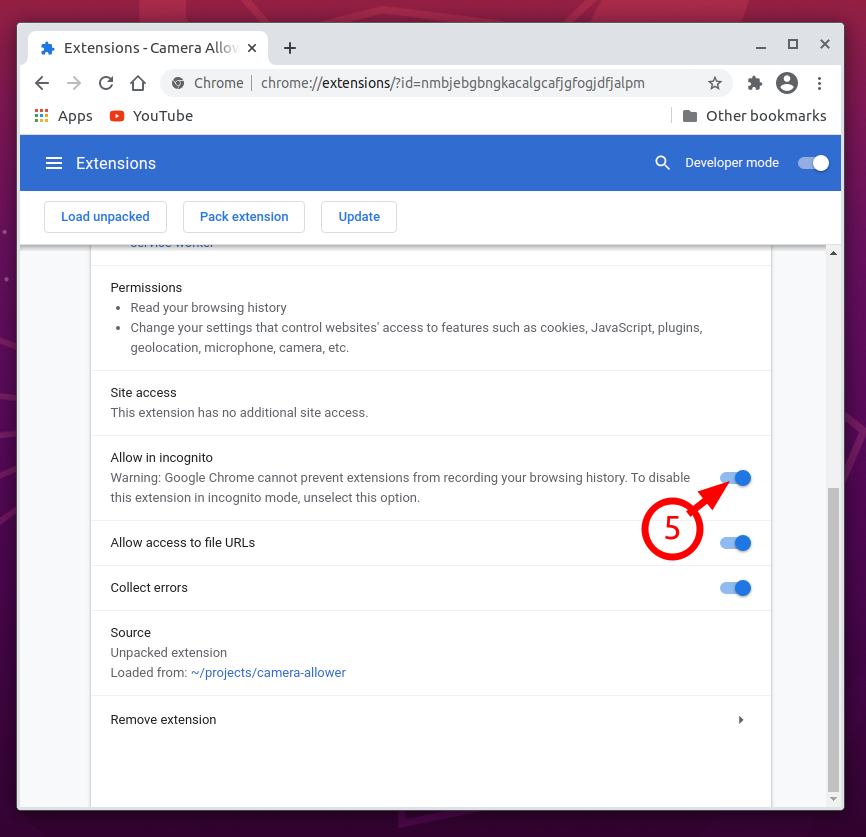 Extensions - Camera Allow
Chrome | chrome://extensions/?id=nmbjebgbngkacalgcafjgfogjdfjalpm
Apps YouTube Other bookmarks
Extensions Developer mode
Load unpacked Pack extension Update
service worker
Permissions
• Read your browsing history
• Change your settings that control websites' access to features such as cookies, JavaScript, plugins,
geolocation, microphone, camera, etc.
Site access
This extension has no additional site access.
Allow in incognito
Warning: Google Chrome cannot prevent extensions from recording your browsing history. To disable
this extension in incognito mode, unselect this option.
5
Allow access to file URLs
Collect errors
Source
Unpacked extension
Loaded from: ~/projects/camera-allower
Remove extension